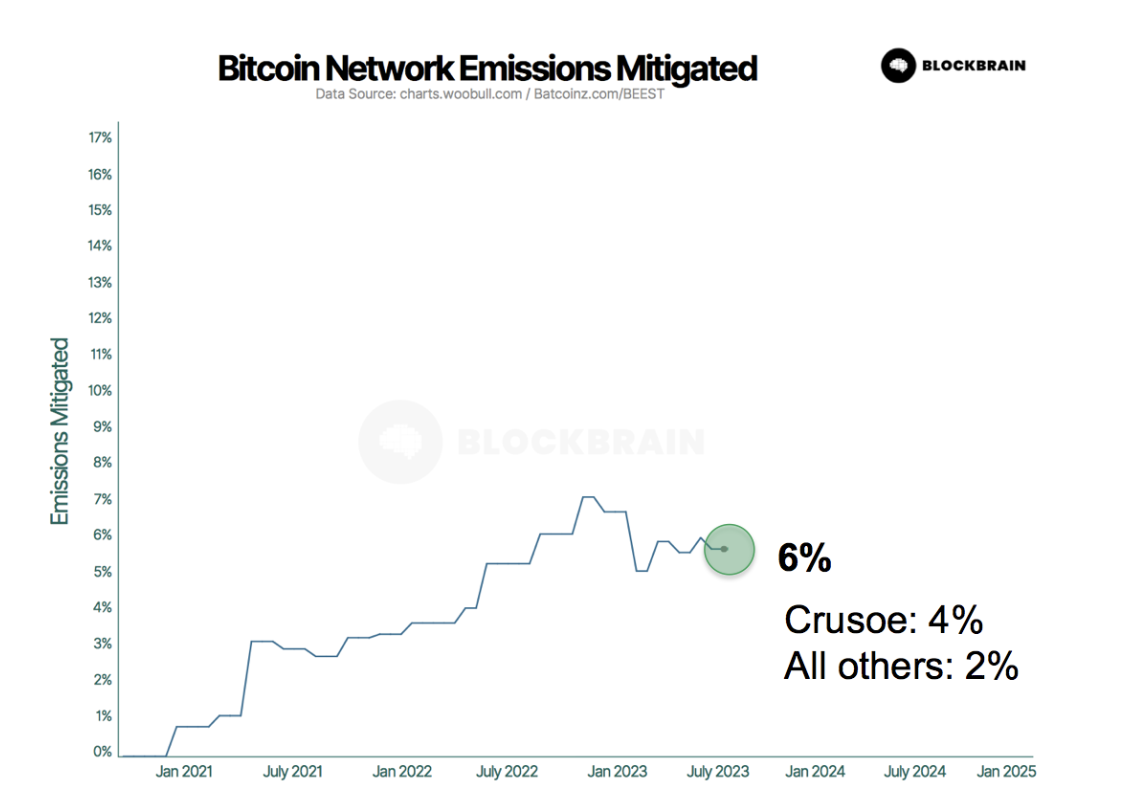 Bitcoin Network Emissions Mitigated
BLOCKBRAIN
Data Source: charts.woobull.com / Batcoinz.com/BEEST
17%
16%
15%
14%
13%
12%
11%
10%
9%
8%
7%
6%
5%
4%
3%
2%
1%
0%
Emissions Mitigated
BLOCKBRAIN
6%
Crusoe: 4%
All others: 2%
Jan 2021 July 2021 Jan 2022 July 2022 Jan 2023 July 2023 Jan 2024 July 2024 Jan 2025